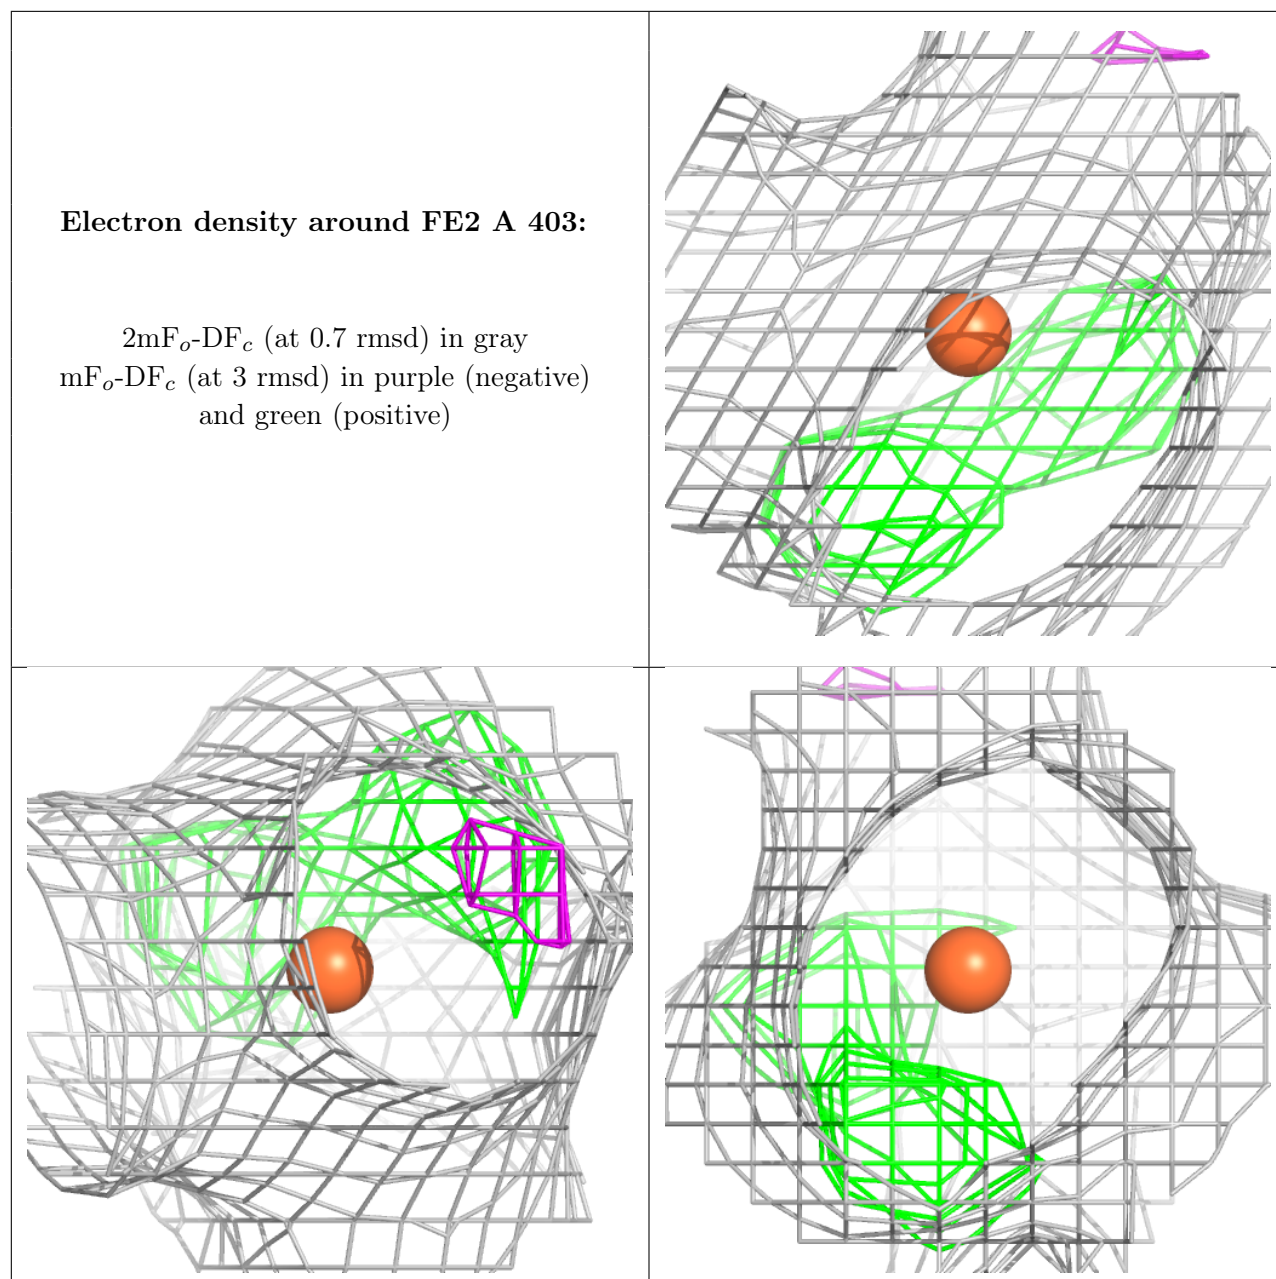 Electron density around FE2 A 403:
2mFo-DFc (at 0.7 rmsd) in gray
mFo-DFc (at 3 rmsd) in purple (negative)
and green (positive)